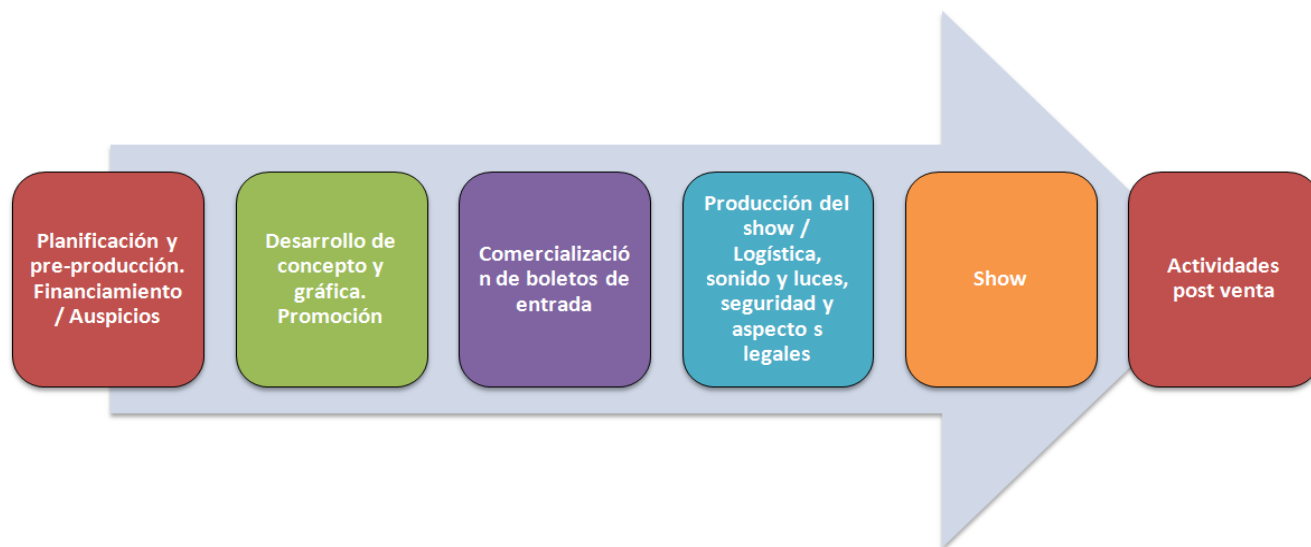 Planificación y
pre-producción.
Financiamiento
/ Auspicios
Desarrollo de
concepto y
gráfica.
Promoción
Comercializació
n de boletos de
entrada
Producción del
show /
Logística,
sonido y luces,
seguridad y
aspecto s
legales
Show
Actividades
post venta